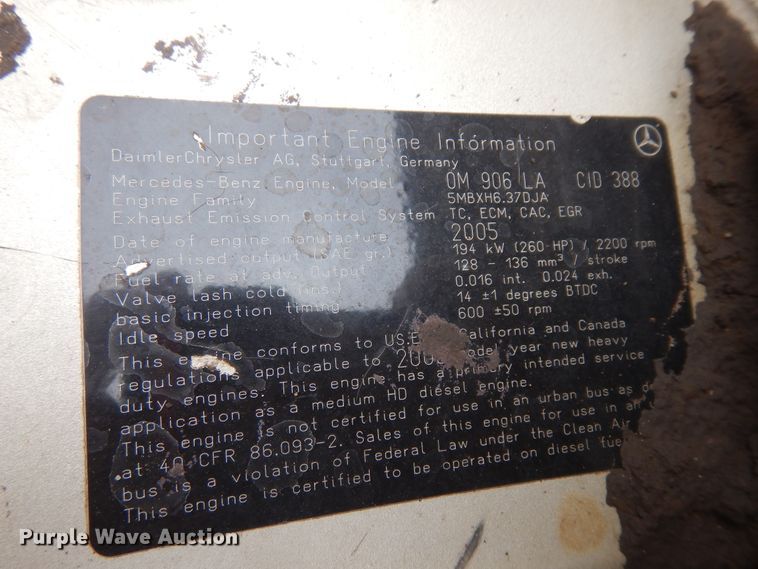 Important Engine Information
DaimlerChrysler AG, Stuttgart, Germany
Mercedes-Benz Engine, Model OM 906 LA CID 388
Engine Family 5MBXH6.37DJA
Exhaust Emission Control System TC, ECM, CAC, EGR
Date of engine manufacture 2005
Advertised output (SAE gr.) 194 kW (260 HP) / 2200 rpm
Fuel rate at adv. Output 128 - 136 mm³ / stroke
Valve lash cold (ins.) 0.016 int. 0.024 exh.
basic injection timing 14 ±1 degrees BTDC
Idle speed 600 ±50 rpm
This engine conforms to U.S.E California and Canada
regulations applicable to model year new heavy
duty engines. This engine has a primary intended service
application as a medium HD diesel engine.
This engine is not certified for use in an urban bus as
at 40 CFR 86.093-2. Sales of this engine for use in an
bus is a violation of Federal Law under the Clean Air
This engine is certified to be operated on diesel fuel
Purple Wave Auction